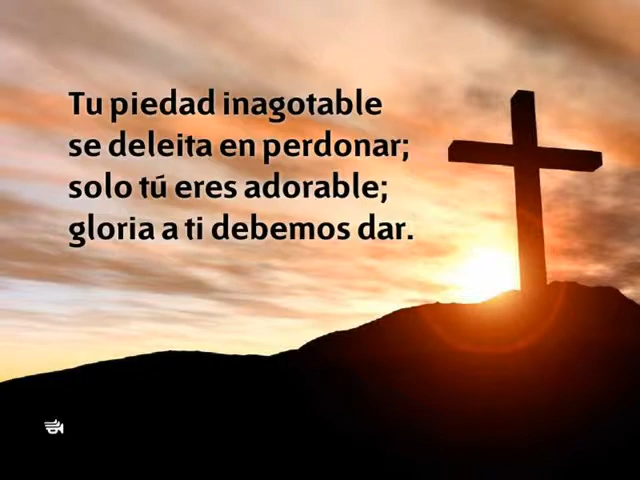 Tu piedad inagotable
se deleita en perdonar;
solo tú eres adorable;
gloria a ti debemos dar.